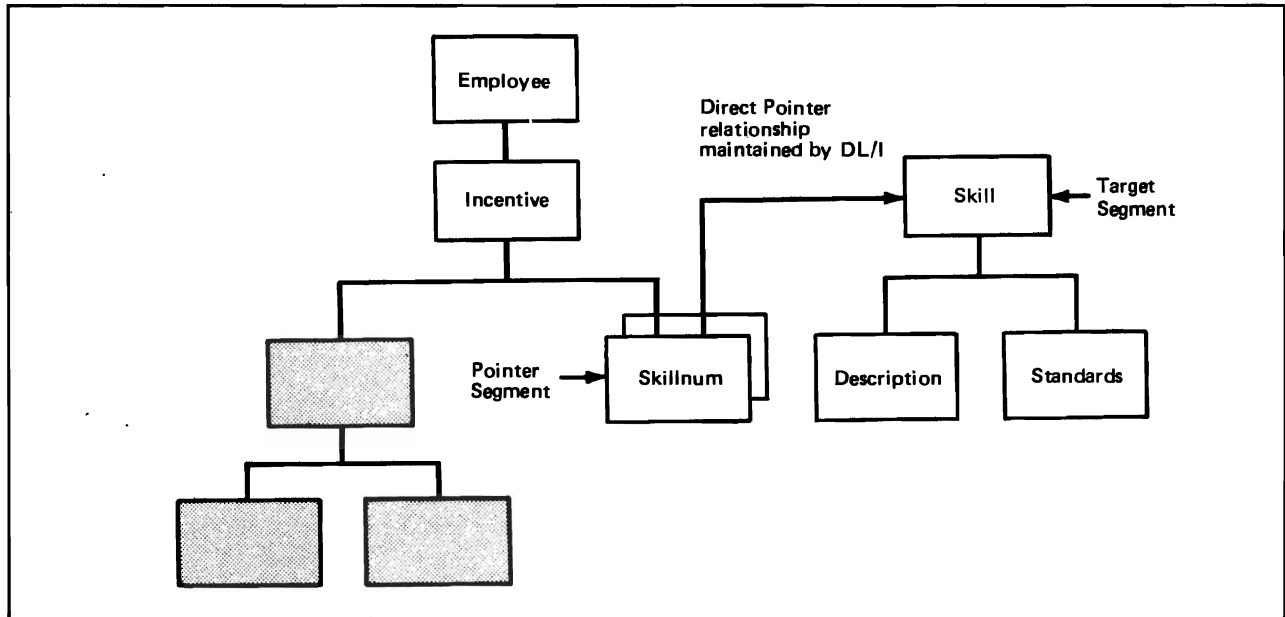 Employee
Incentive
Direct Pointer
relationship
maintained by DL/I
Skill
Target
Segment
Pointer
Segment
Skillnum
Description
Standards